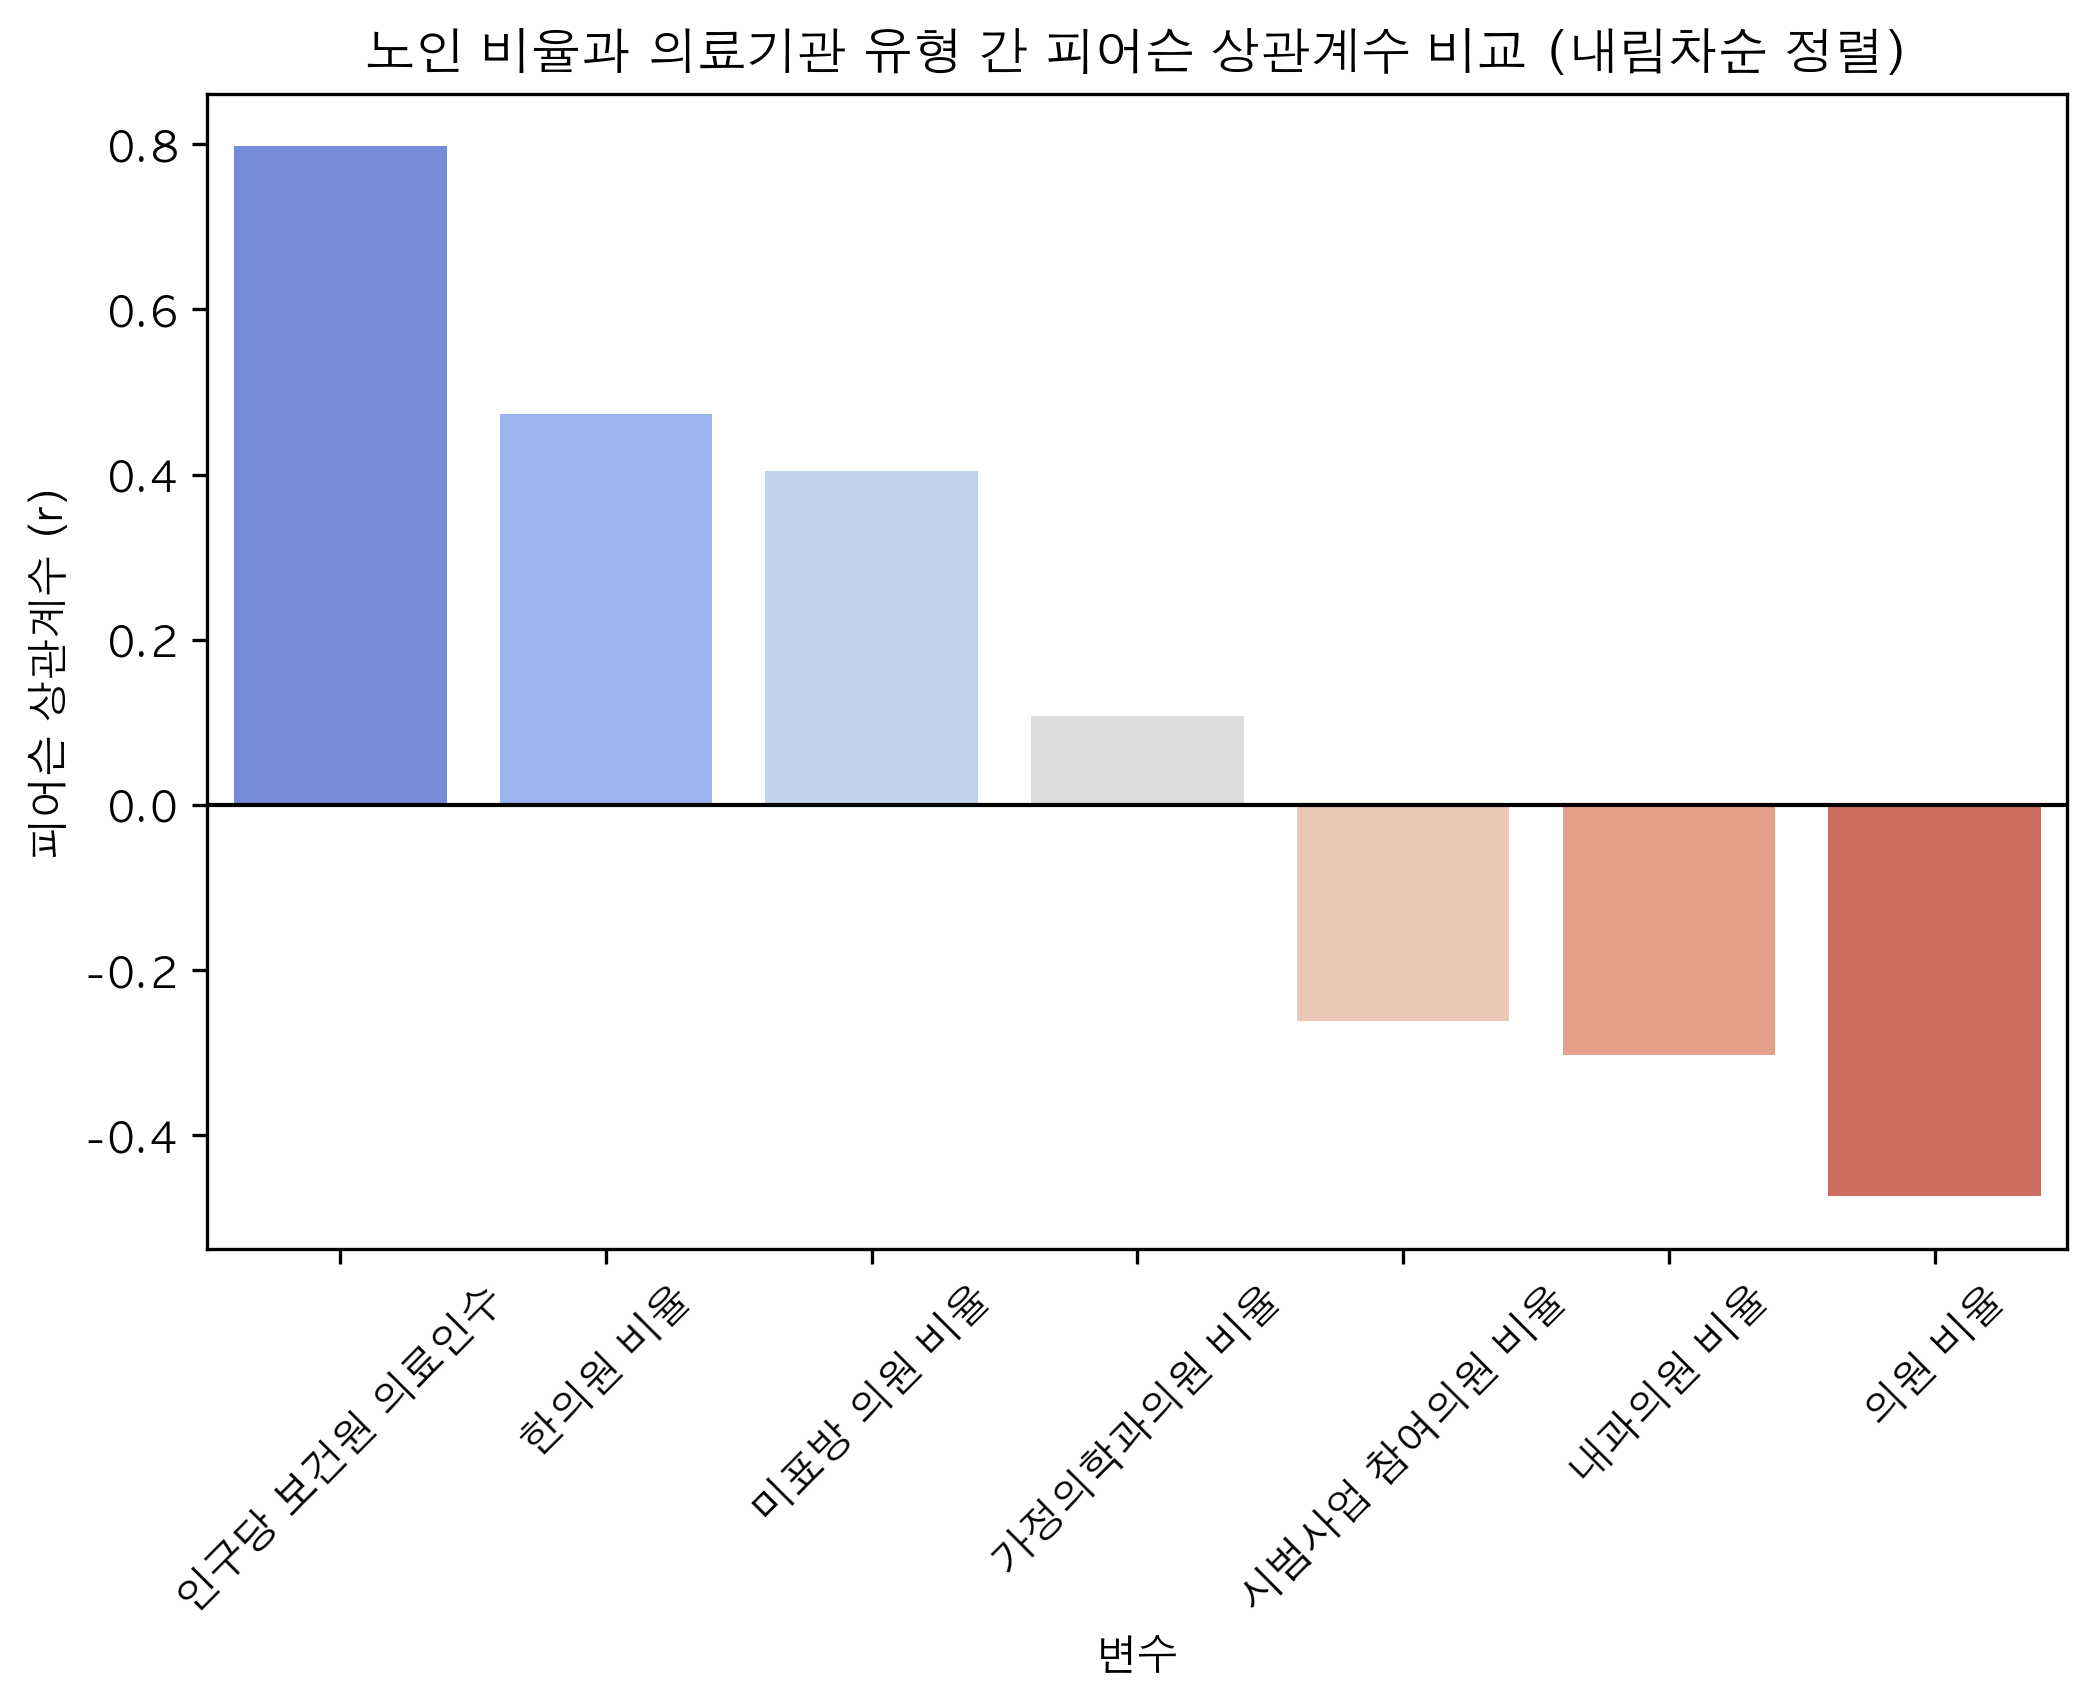 노인 비율과 의료기관 유형 간 피어슨 상관계수 비교 (내림차순 정렬)
피어슨 상관계수 (r)
0.8
0.6
0.4
0.2
0.0
-0.2
-0.4
인구당 보건원 의료인수
한의원 비율
미표방 의원 비율
가정의학과의원 비율
시범사업 참여의원 비율
내과의원 비율
의원 비율
변수